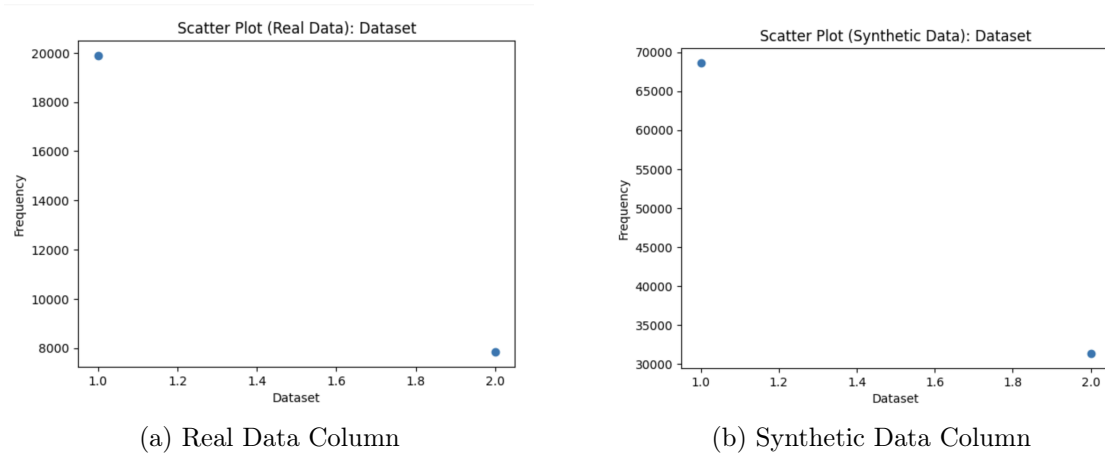 Scatter Plot (Real Data): Dataset
20000
18000
16000
14000
12000
10000
8000
Frequency
1.0 1.2 1.4 1.6 1.8 2.0
Dataset
(a) Real Data Column
Scatter Plot (Synthetic Data): Dataset
70000
65000
60000
55000
50000
45000
40000
35000
30000
Frequency
1.0 1.2 1.4 1.6 1.8 2.0
Dataset
(b) Synthetic Data Column